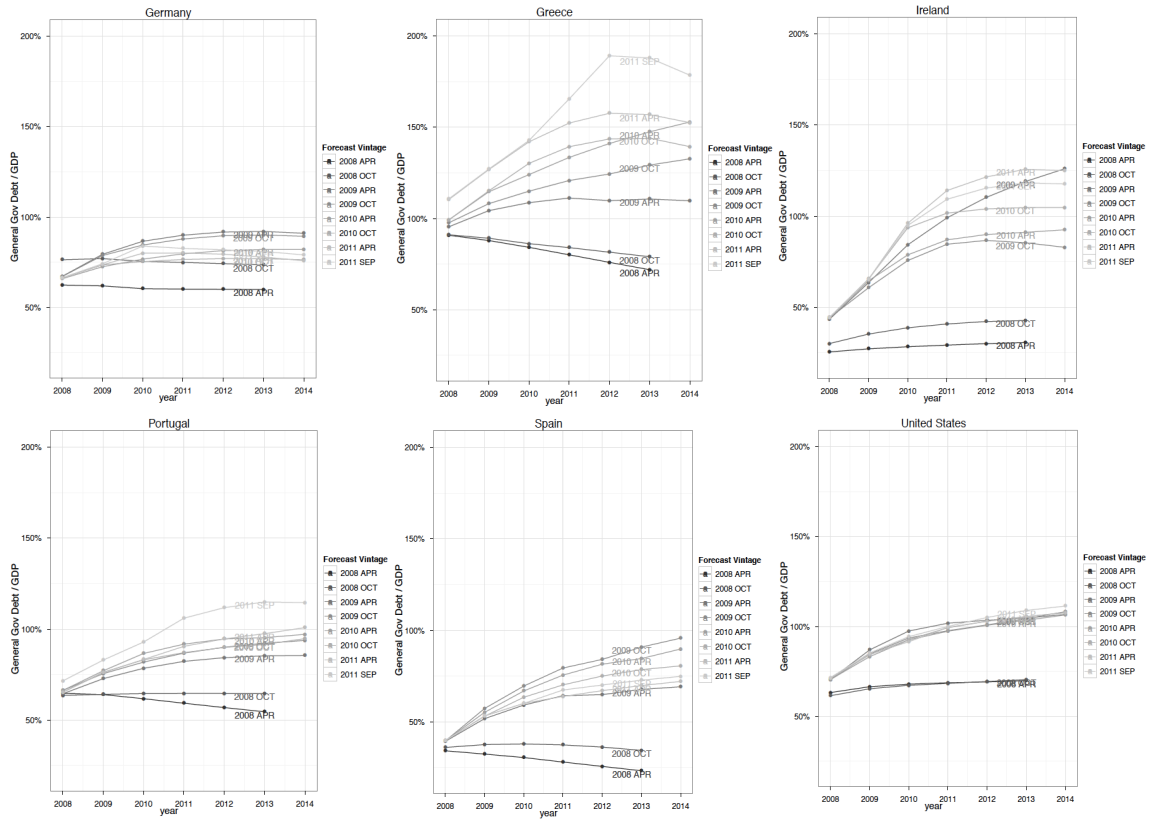 Germany
200%
150%
100%
50%
General Gov Debt / GDP
2009 APR
2009 OCT
2008 OCT
2008 APR
2008 2009 2010 2011 2012 2013 2014
year
Forecast Vintage
2008 APR
2008 OCT
2009 APR
2009 OCT
2010 APR
2010 OCT
2011 APR
2011 SEP
Greece
200%
150%
100%
50%
General Gov Debt / GDP
2011 SEP
2011 APR
2010 APR
2010 OCT
2009 OCT
2009 APR
2008 OCT
2008 APR
2008 2009 2010 2011 2012 2013 2014
year
Forecast Vintage
2008 APR
2008 OCT
2009 APR
2009 OCT
2010 APR
2010 OCT
2011 APR
2011 SEP
Ireland
200%
150%
100%
50%
General Gov Debt / GDP
2011 APR
2009 APR
2010 OCT
2010 APR
2009 OCT
2008 OCT
2008 APR
2008 2009 2010 2011 2012 2013 2014
year
Forecast Vintage
2008 APR
2008 OCT
2009 APR
2009 OCT
2010 APR
2010 OCT
2011 APR
2011 SEP
Portugal
200%
150%
100%
50%
General Gov Debt / GDP
2011 SEP
2009 OCT
2009 APR
2008 OCT
2008 APR
2008 2009 2010 2011 2012 2013 2014
year
Forecast Vintage
2008 APR
2008 OCT
2009 APR
2009 OCT
2010 APR
2010 OCT
2011 APR
2011 SEP
Spain
200%
150%
100%
50%
General Gov Debt / GDP
2009 OCT
2010 APR
2010 OCT
2011 SEP
2009 APR
2008 OCT
2008 APR
2008 2009 2010 2011 2012 2013 2014
year
Forecast Vintage
2008 APR
2008 OCT
2009 APR
2009 OCT
2010 APR
2010 OCT
2011 APR
2011 SEP
United States
200%
150%
100%
50%
General Gov Debt / GDP
2008 APR
2008 2009 2010 2011 2012 2013 2014
year
Forecast Vintage
2008 APR
2008 OCT
2009 APR
2009 OCT
2010 APR
2010 OCT
2011 APR
2011 SEP